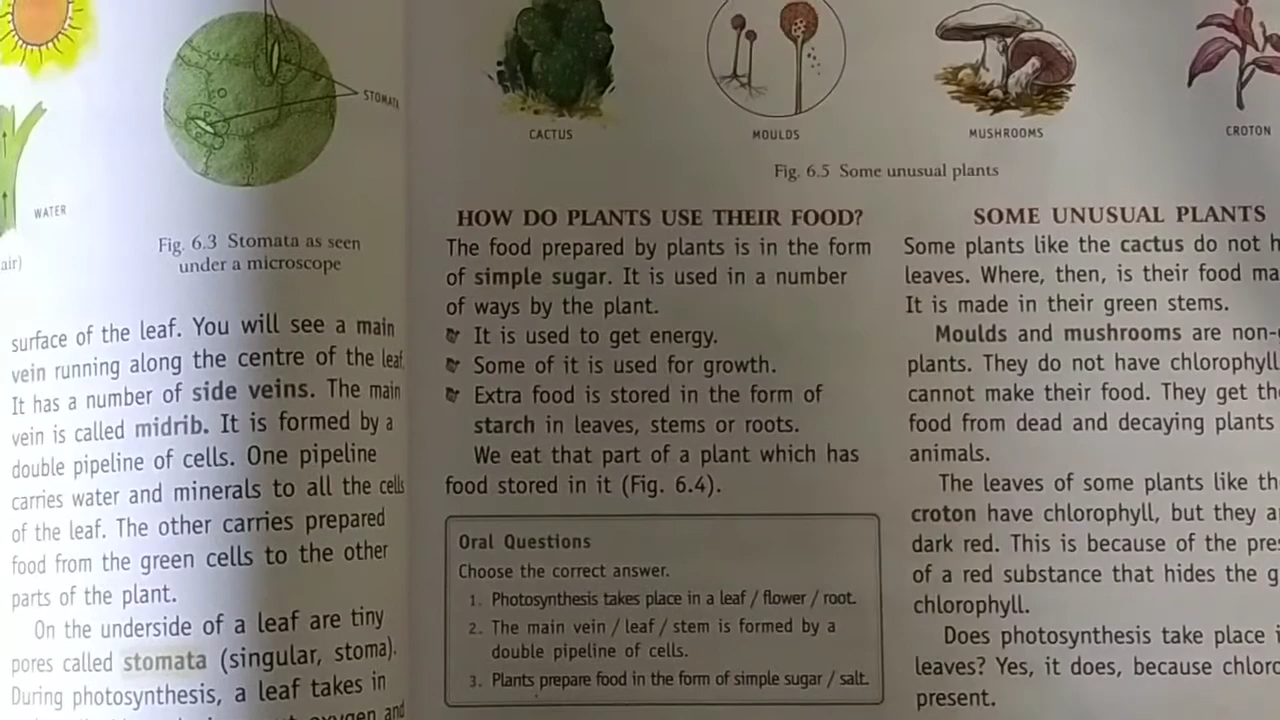 STOMATA
WATER
Fig. 6.3 Stomata as seen
under a microscope
air)
surface of the leaf. You will see a main
vein running along the centre of the leaf
It has a number of side veins. The main
vein is called midrib. It is formed by a
double pipeline of cells. One pipeline
carries water and minerals to all the cells
of the leaf. The other carries prepared
food from the green cells to the other
parts of the plant.
On the underside of a leaf are tiny
pores called stomata (singular, stoma).
During photosynthesis, a leaf takes in
oxygen and
CACTUS
MOULDS
MUSHROOMS
CROTON
Fig. 6.5 Some unusual plants
HOW DO PLANTS USE THEIR FOOD?
The food prepared by plants is in the form
of simple sugar. It is used in a number
of ways by the plant.
It is used to get energy.
Some of it is used for growth.
Extra food is stored in the form of
starch in leaves, stems or roots.
We eat that part of a plant which has
food stored in it (Fig. 6.4).
Oral Questions
Choose the correct answer.
1. Photosynthesis takes place in a leaf / flower / root.
2. The main vein / leaf / stem is formed by a
double pipeline of cells.
3. Plants prepare food in the form of simple sugar / salt.
SOME UNUSUAL PLANTS
Some plants like the cactus do not
leaves. Where, then, is their food
It is made in their green stems.
Moulds and mushrooms are non-
plants. They do not have chlorophyll
cannot make their food. They get
food from dead and decaying plants
animals.
The leaves of some plants like
croton have chlorophyll, but they
dark red. This is because of the
of a red substance that hides the
chlorophyll.
Does photosynthesis take place
leaves? Yes, it does, because
present.